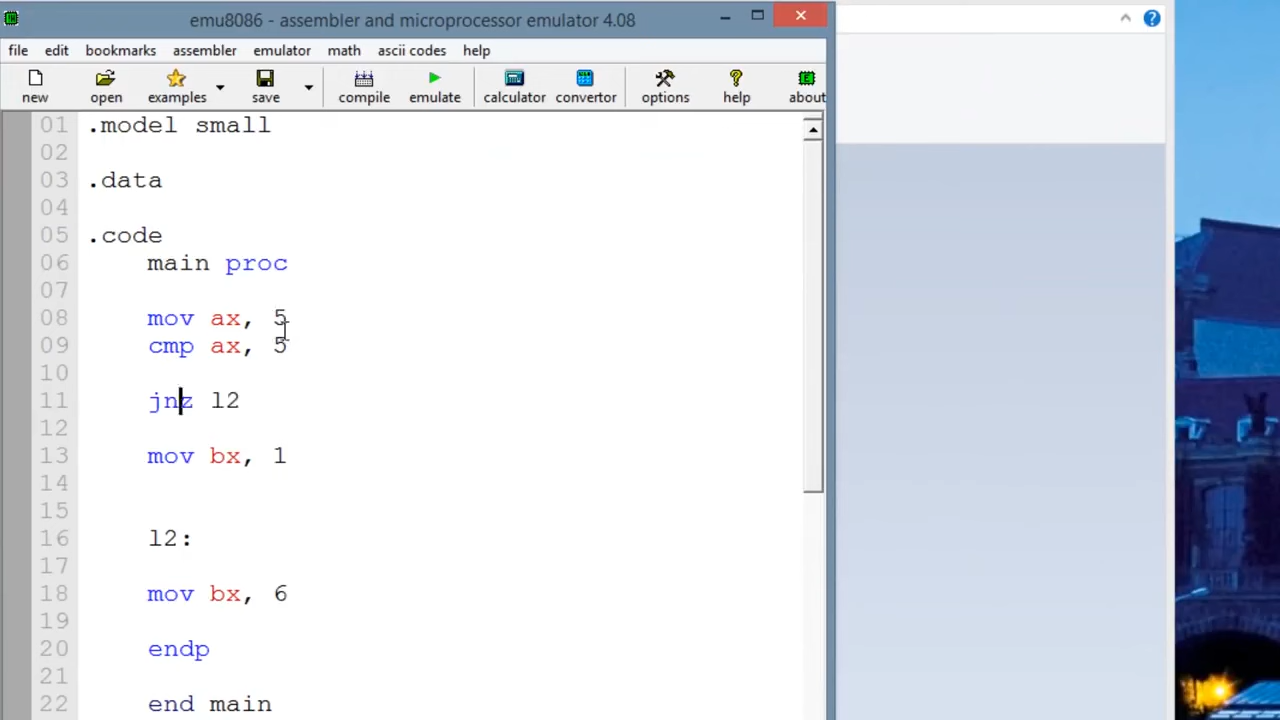 emu8086 - assembler and microprocessor emulator 4.08
file edit bookmarks assembler emulator math ascii codes help
new open examples save compile emulate calculator convertor options help about
01 .model small
02
03 .data
04
05 .code
06 main proc
07
08 mov ax, 5
09 cmp ax, 5
10
11 jnz l2
12
13 mov bx, 1
14
15
16 l2:
17
18 mov bx, 6
19
20 endp
21
22 end main